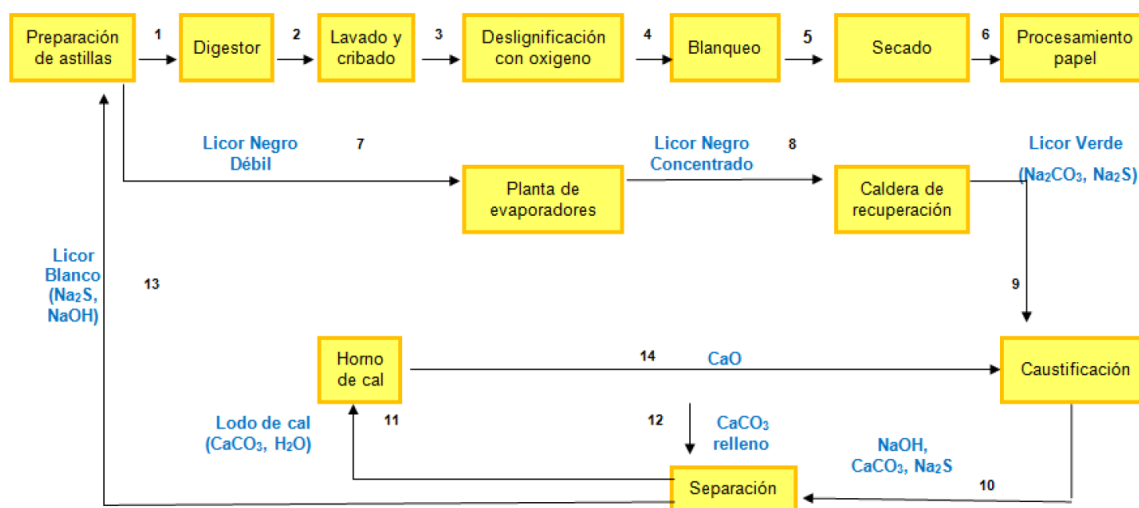 1
2
3
4
5
6
Preparación
de astillas
Digestor
Lavado y
cribado
Deslignificación
con oxigeno
Blanqueo
Secado
Procesamiento
papel
Licor Negro
Débil
7
Licor Negro
Concentrado
8
Licor Verde
(Na₂CO₃, Na₂S)
Planta de
evaporadores
Caldera de
recuperación
Licor
Blanco
(Na₂S,
NaOH)
13
9
Horno
de cal
14
CaO
Caustificación
Lodo de cal
(CaCO₃, H₂O)
11
12
CaCO₃
relleno
NaOH,
CaCO₃, Na₂S
10
Separación